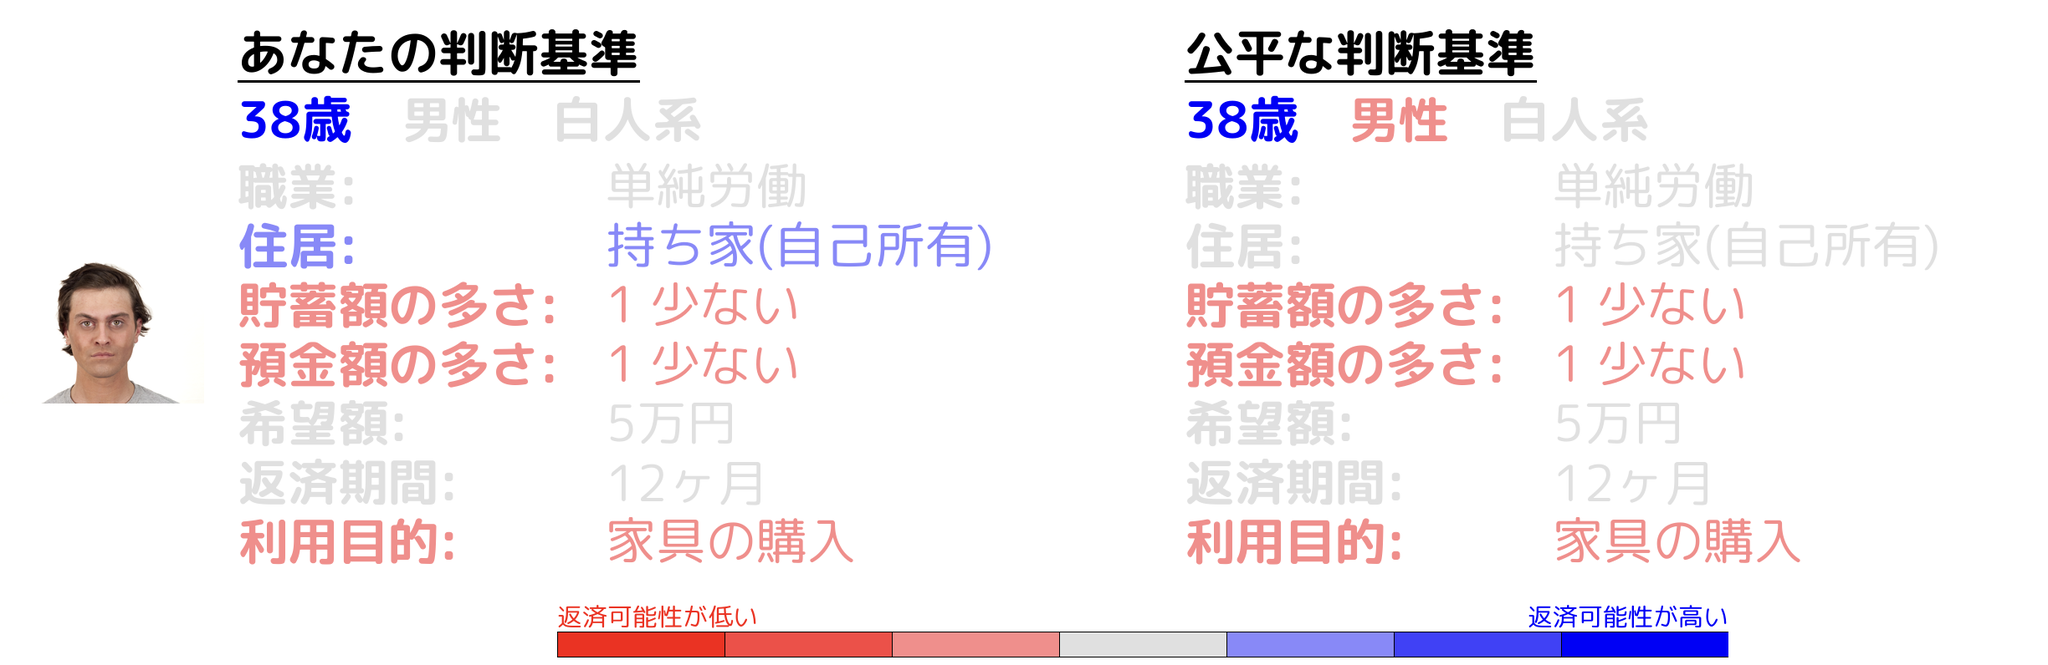 あなたの判断基準
38歳 男性 白人系
職業: 単純労働
住居: 持ち家(自己所有)
貯蓄額の多さ: 1 少ない
預金額の多さ: 1 少ない
希望額: 5万円
返済期間: 12ヶ月
利用目的: 家具の購入
公平な判断基準
38歳 男性 白人系
職業: 単純労働
住居: 持ち家(自己所有)
貯蓄額の多さ: 1 少ない
預金額の多さ: 1 少ない
希望額: 5万円
返済期間: 12ヶ月
利用目的: 家具の購入
返済可能性が低い
返済可能性が高い